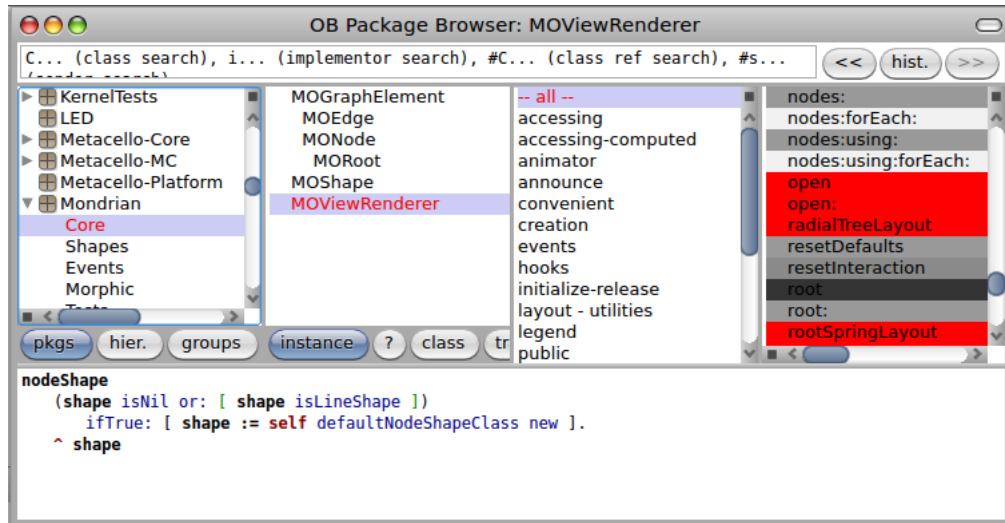 OB Package Browser: MOViewRenderer
C... (class search), i... (implementor search), #C... (class ref search), #s...
(sender search)
<< hist. >>
KernelTests
LED
Metacello-Core
Metacello-MC
Metacello-Platform
Mondrian
Core
Shapes
Events
Morphic
Tests
MOGraphElement
MOEdge
MONode
MORoot
MOShape
MOViewRenderer
-- all --
accessing
accessing-computed
animator
announce
convenient
creation
events
hooks
initialize-release
layout - utilities
legend
public
nodes:
nodes:forEach:
nodes:using:
nodes:using:forEach:
open
open:
radialTreeLayout
resetDefaults
resetInteraction
root
root:
rootSpringLayout
pkgs hier. groups instance ? class tr
nodeShape
(shape isNil or: [ shape isLineShape ])
ifTrue: [ shape := self defaultNodeShapeClass new ].
^ shape